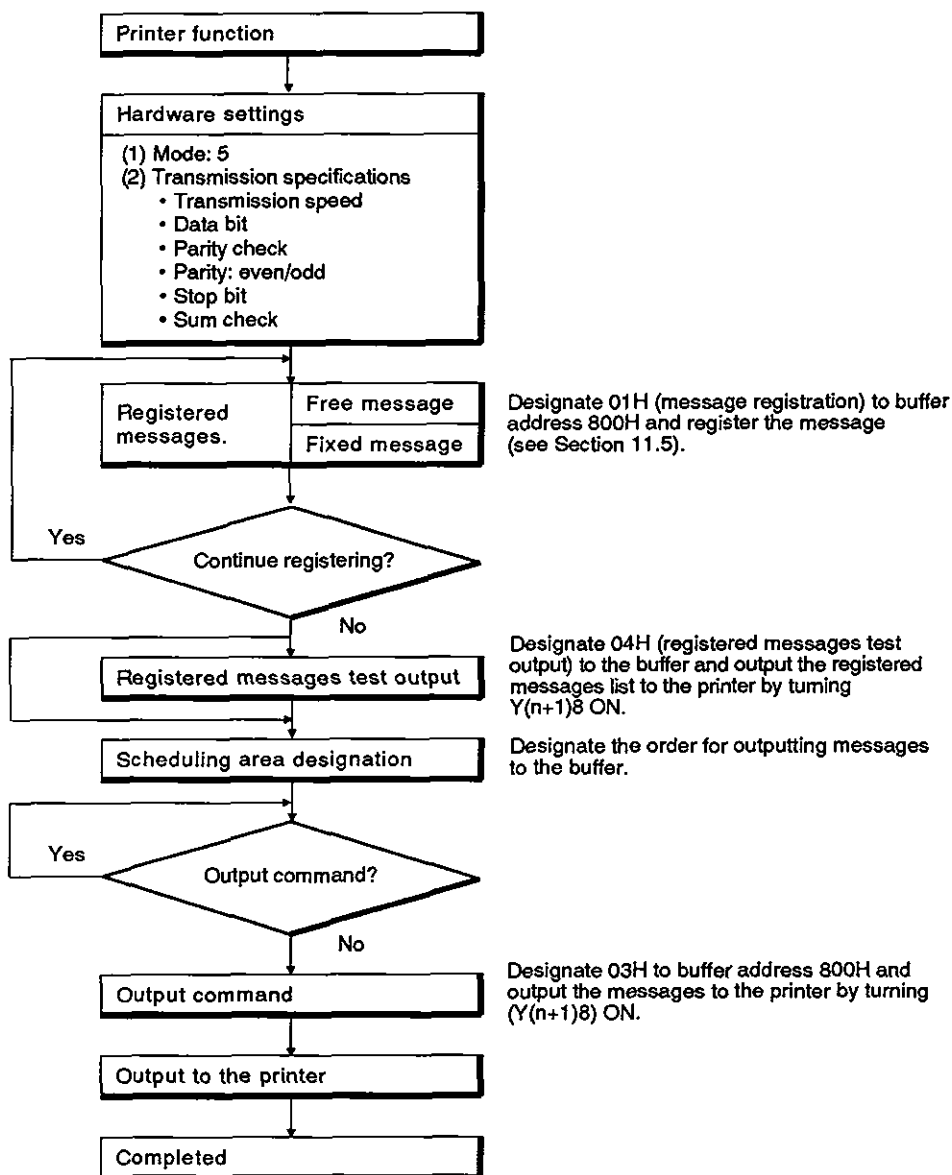 Printer function
Hardware settings
(1) Mode: 5
(2) Transmission specifications
• Transmission speed
• Data bit
• Parity check
• Parity: even/odd
• Stop bit
• Sum check
Registered
messages.
Free message
Fixed message
Designate 01H (message registration) to buffer
address 800H and register the message
(see Section 11.5).
Yes
Continue registering?
No
Registered messages test output
Designate 04H (registered messages test
output) to the buffer and output the registered
messages list to the printer by turning
Y(n+1)8 ON.
Scheduling area designation
Designate the order for outputting messages
to the buffer.
Yes
Output command?
No
Output command
Designate 03H to buffer address 800H and
output the messages to the printer by turning
(Y(n+1)8) ON.
Output to the printer
Completed